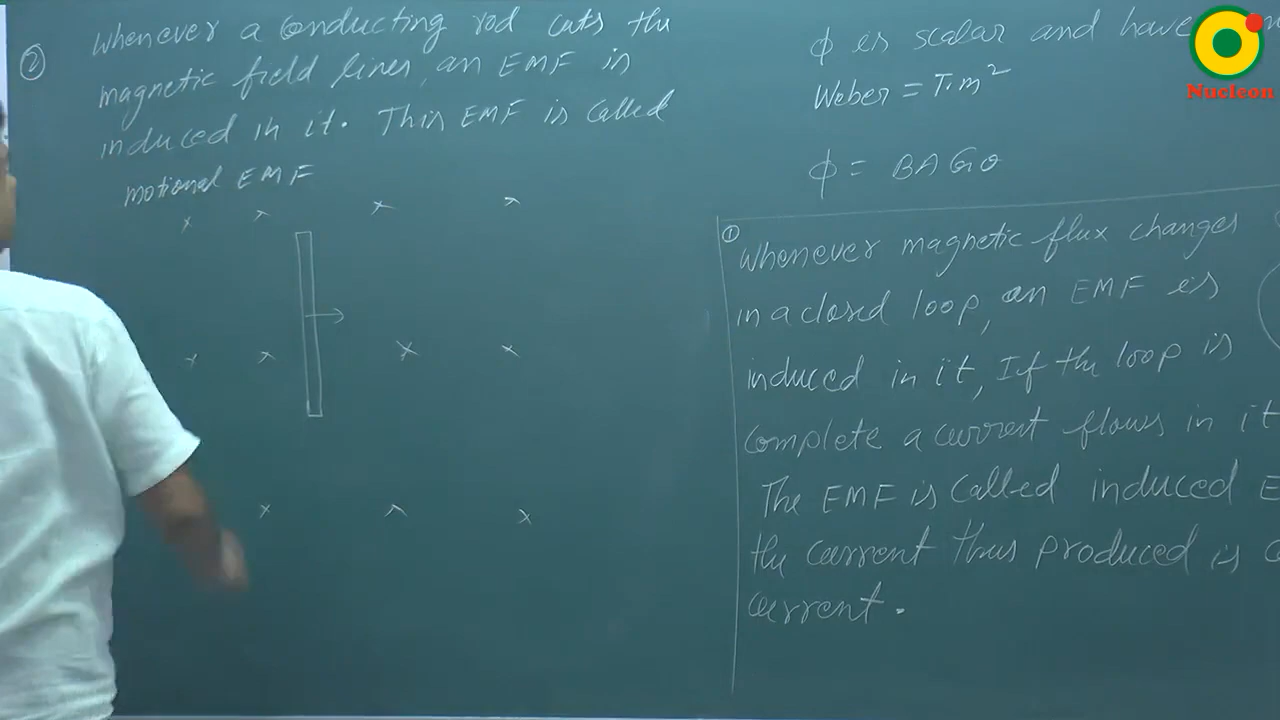 ② Whenever a conducting rod cuts the
magnetic field lines, an EMF is
induced in it. This EMF is called
motional EMF
ϕ is scalar and have
Weber = T.m²
ϕ = BA Cosθ
① Whenever magnetic flux changes
in a closed loop, an EMF is
induced in it, If the loop is
complete a current flows in it
The EMF is called induced E
the current thus produced is
current.
Nucleon